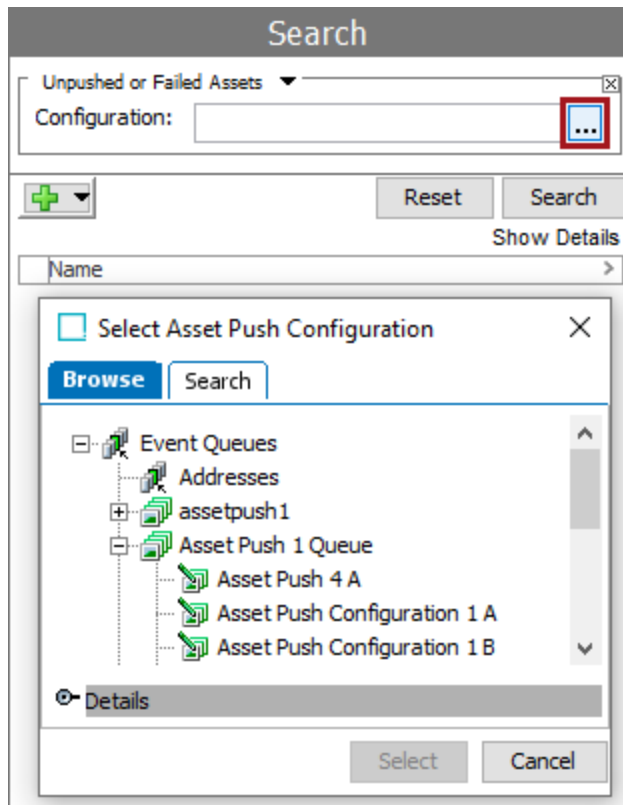 Search
Unpushed or Failed Assets
Configuration:
...
Reset
Search
Show Details
Name
Select Asset Push Configuration
Browse
Search
Event Queues
Addresses
assetpush1
Asset Push 1 Queue
Asset Push 4 A
Asset Push Configuration 1 A
Asset Push Configuration 1 B
Details
Select
Cancel